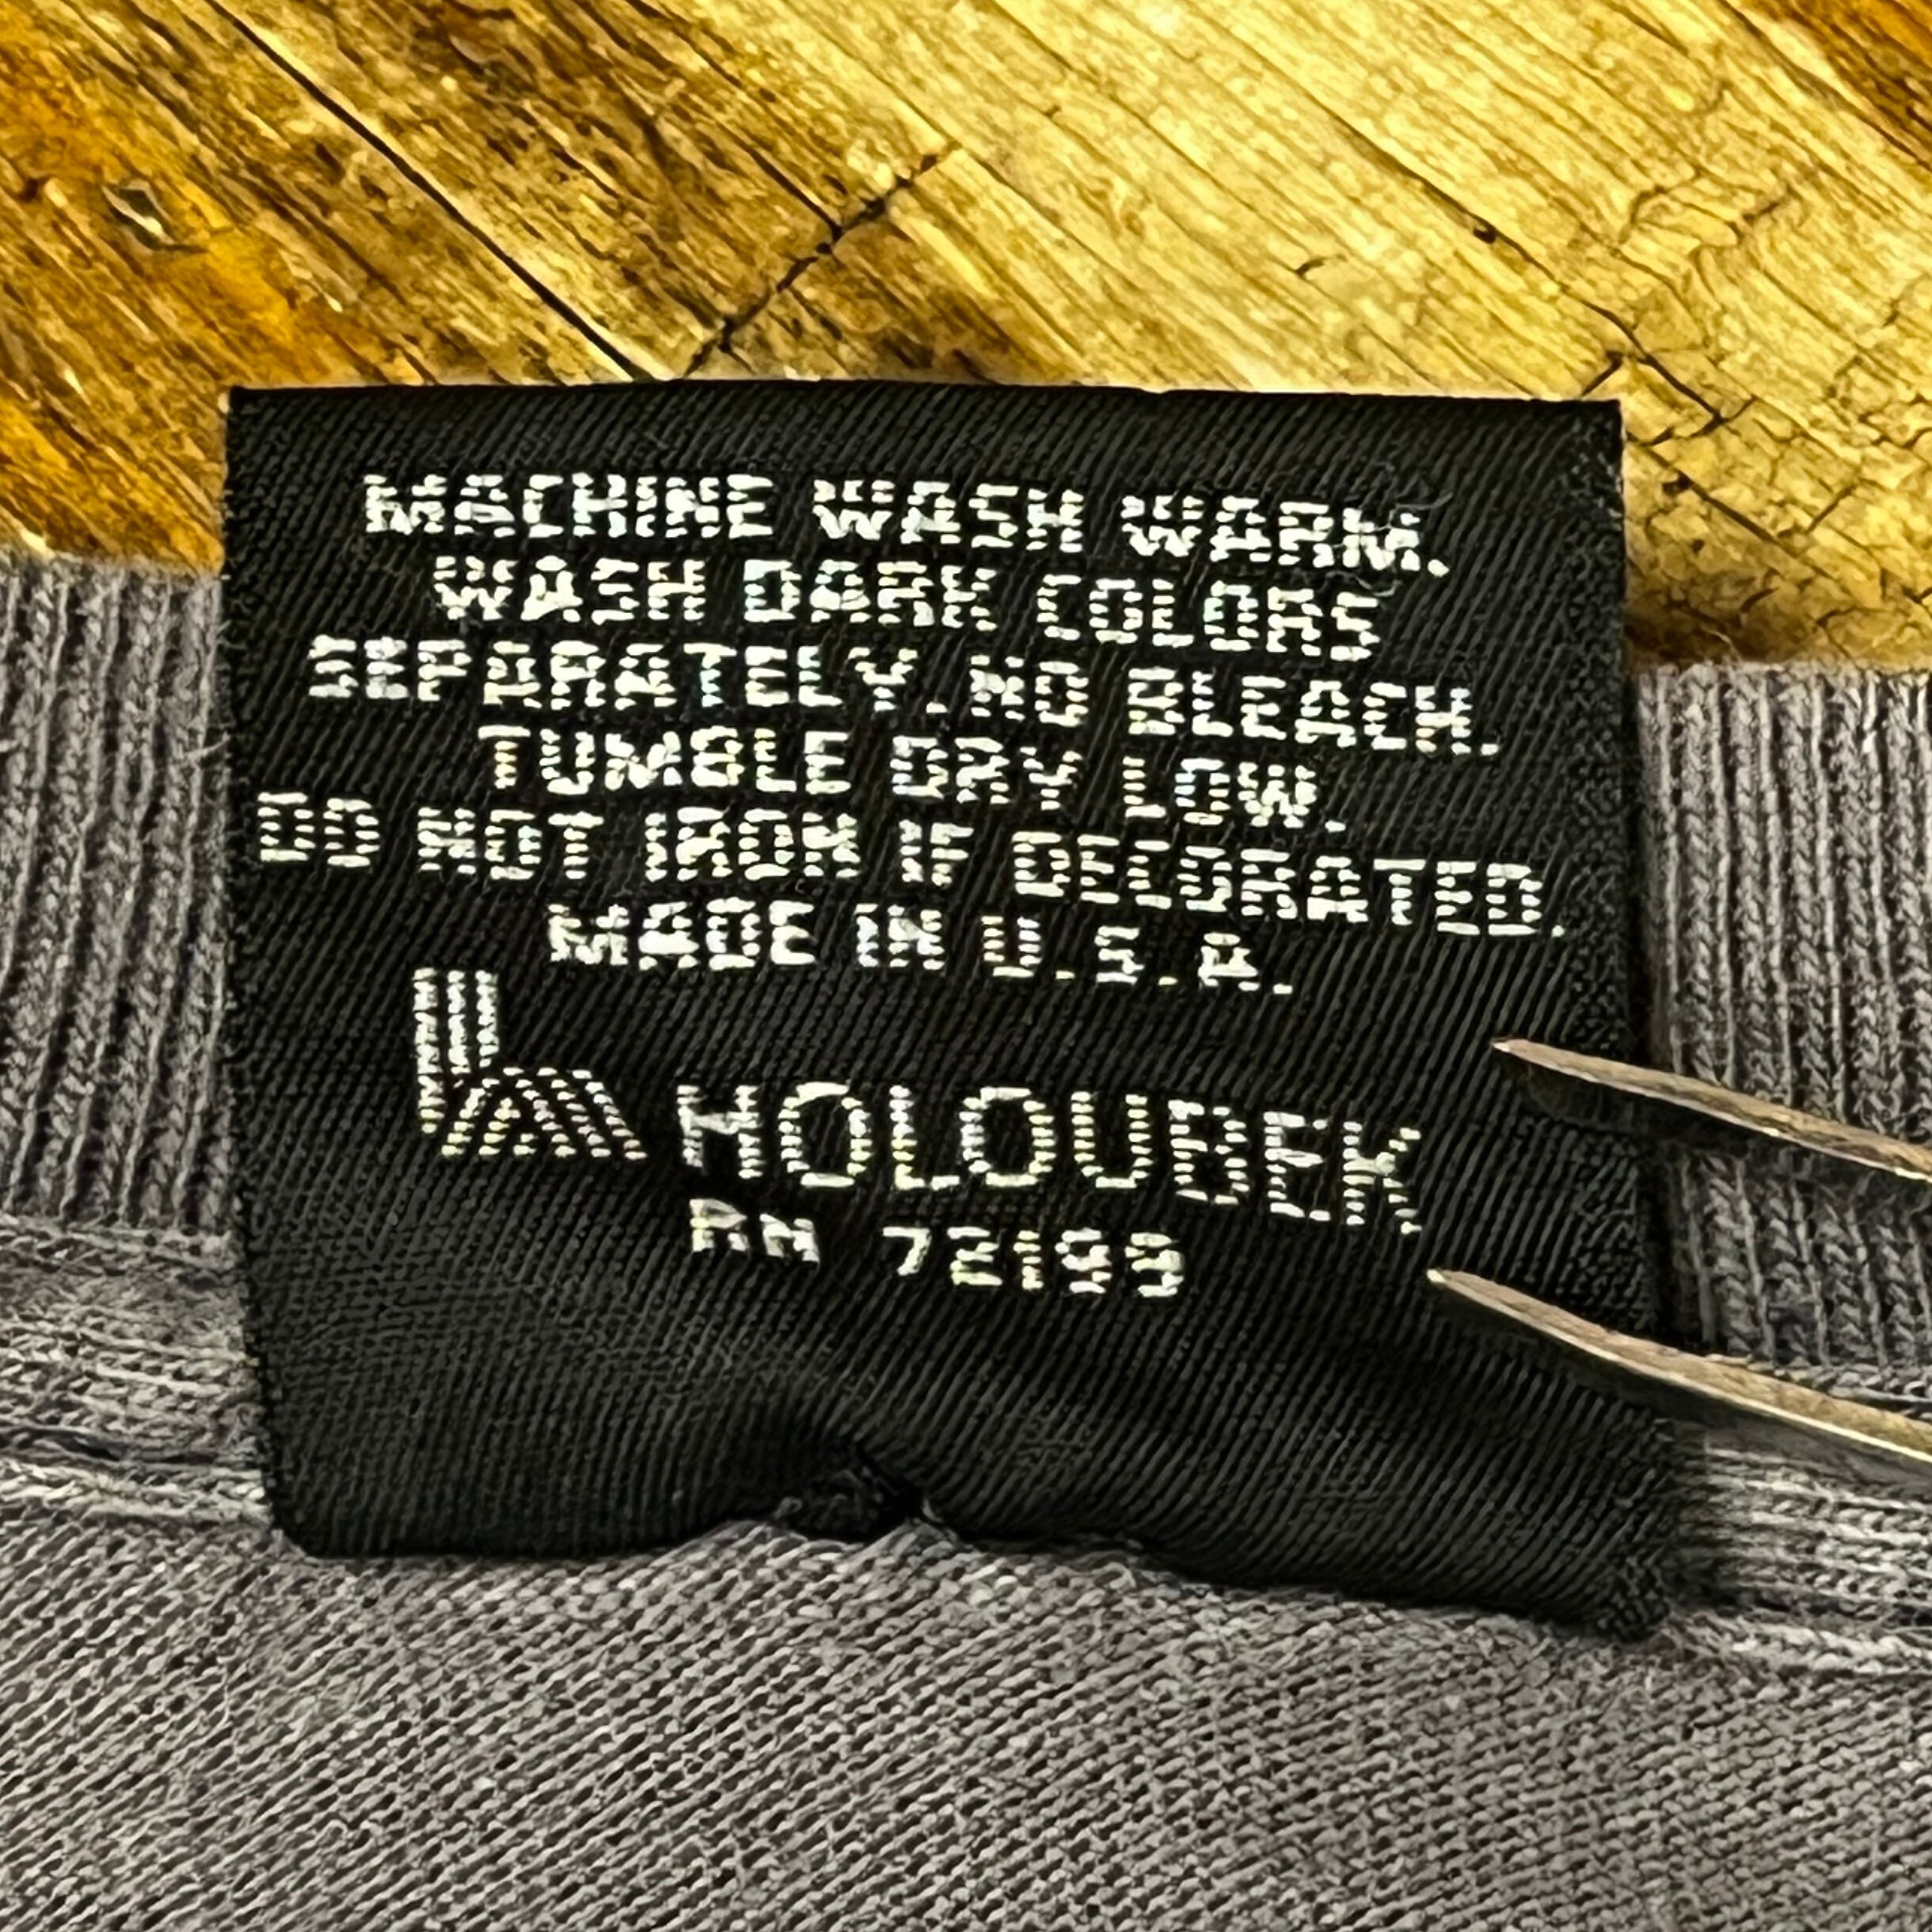 MACHINE WASH WARM.
WASH DARK COLORS
SEPARATELY. NO BLEACH.
TUMBLE DRY LOW.
DO NOT IRON IF DECORATED.
MADE IN U.S.A.
HOLOUBEK
RN 72193